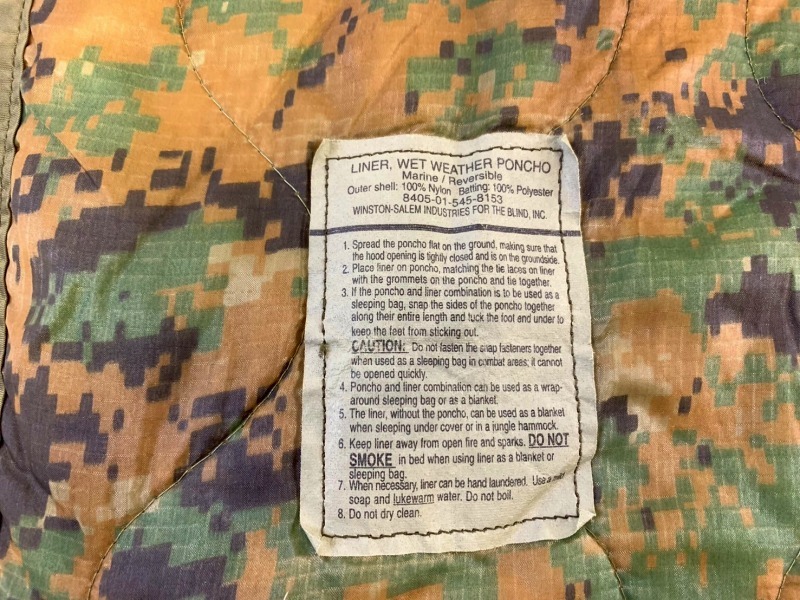 LINER, WET WEATHER PONCHO
Marine / Reversible
Outer shell: 100% Nylon Batting: 100% Polyester
8405-01-545-8153
WINSTON-SALEM INDUSTRIES FOR THE BLIND, INC.
1. Spread the poncho flat on the ground, making sure that
the hood opening is tightly closed and is on the groundside.
2. Place liner on poncho, matching the tie laces on liner
with the grommets on the poncho and tie together.
3. If the poncho and liner combination is to be used as a
sleeping bag, snap the sides of the poncho together
along their entire length and tuck the foot end under to
keep the feet from sticking out.
CAUTION: Do not fasten the snap fasteners together
when used as a sleeping bag in combat areas; it cannot
be opened quickly.
4. Poncho and liner combination can be used as a wrap-
around sleeping bag or as a blanket.
5. The liner, without the poncho, can be used as a blanket
when sleeping under cover or in a jungle hammock.
6. Keep liner away from open fire and sparks. DO NOT
SMOKE in bed when using liner as a blanket or
sleeping bag.
7. When necessary, liner can be hand laundered. Use a
soap and lukewarm water. Do not boil.
8. Do not dry clean.